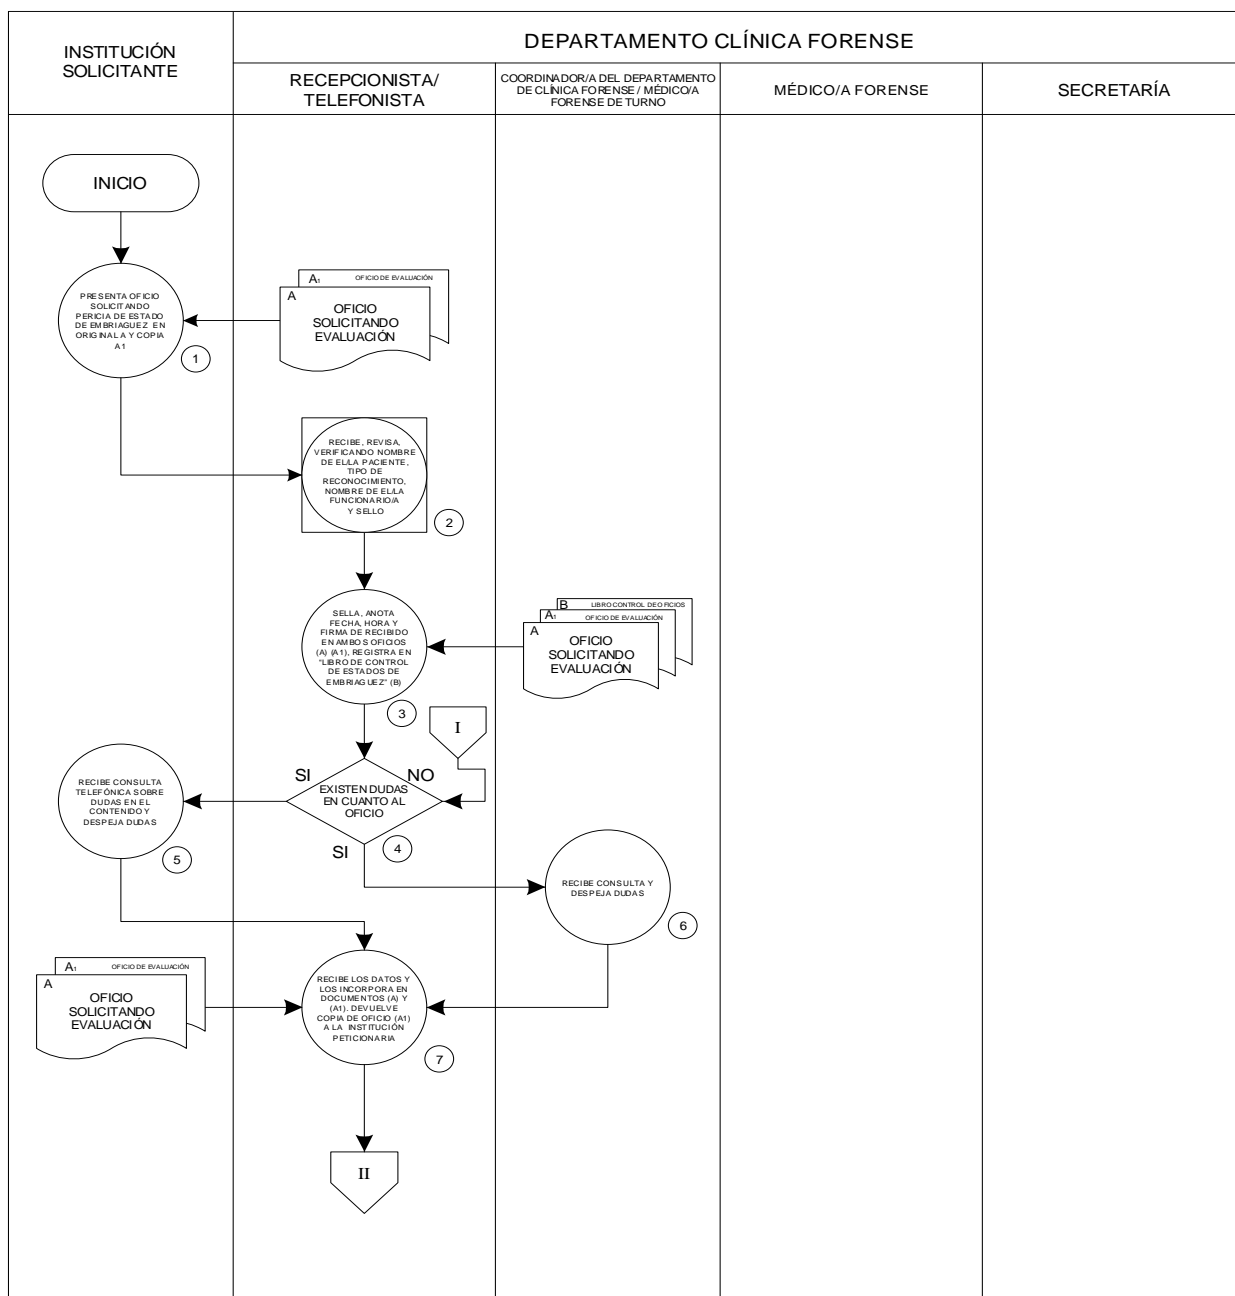 INSTITUCIÓN
SOLICITANTE
DEPARTAMENTO CLÍNICA FORENSE
RECEPCIONISTA/
TELEFONISTA
COORDINADOR/A DEL DEPARTAMENTO
DE CLÍNICA FORENSE / MÉDICO/A
FORENSE DE TURNO
MÉDICO/A FORENSE
SECRETARÍA
INICIO
PRESENTA OFICIO
SOLICITANDO
PERICIA DE ESTADO
DE EMBRIAGUEZ EN
ORIGINAL A Y COPIA
A1
1
A1
OFICIO DE EVALUACIÓN
A
OFICIO
SOLICITANDO
EVALUACIÓN
RECIBE, REVISA,
VERIFICANDO NOMBRE
DE EL/LA PACIENTE,
TIPO DE
RECONOCIMIENTO,
NOMBRE DE EL/LA
FUNCIONARIO/A
Y SELLO
2
SELLA, ANOTA
FECHA, HORA Y
FIRMA DE RECIBIDO
EN AMBOS OFICIOS
(A) (A1), REGISTRA EN
"LIBRO DE CONTROL
DE ESTADOS DE
EMBRIAGUEZ" (B)
3
B
LIBRO CONTROL DE OFICIOS
A1
OFICIO DE EVALUACIÓN
A
OFICIO
SOLICITANDO
EVALUACIÓN
I
SI
NO
EXISTEN DUDAS
EN CUANTO AL
OFICIO
SI
4
RECIBE CONSULTA
TELEFÓNICA SOBRE
DUDAS EN EL
CONTENIDO Y
DESPEJA DUDAS
5
RECIBE CONSULTA Y
DESPEJA DUDAS
6
A1
OFICIO DE EVALUACIÓN
A
OFICIO
SOLICITANDO
EVALUACIÓN
RECIBE LOS DATOS Y
LOS INCORPORA EN
DOCUMENTOS (A) Y
(A1). DEVUELVE
COPIA DE OFICIO (A1)
A LA INSTITUCIÓN
PETICIONARIA
7
II